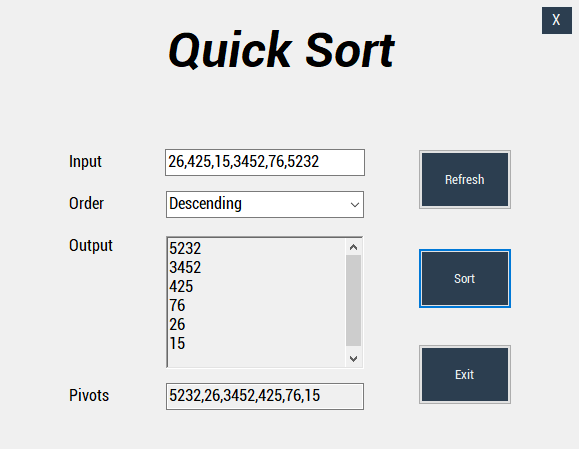 X
Quick Sort
Input 26,425,15,3452,76,5232
Refresh
Order Descending
Output
5232
3452
425
76
26
15
Sort
Pivots 5232,26,3452,425,76,15
Exit